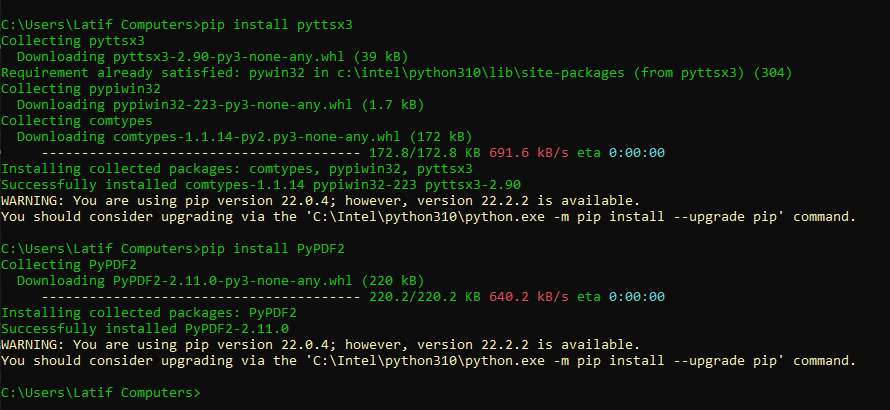 C:\Users\Latif Computers>pip install pyttsx3
Collecting pyttsx3
  Downloading pyttsx3-2.90-py3-none-any.whl (39 kB)
Requirement already satisfied: pywin32 in c:\intel\python310\lib\site-packages (from pyttsx3) (304)
Collecting pypiwin32
  Downloading pypiwin32-223-py3-none-any.whl (1.7 kB)
Collecting comtypes
  Downloading comtypes-1.1.14-py2.py3-none-any.whl (172 kB)
     ---------------------------------------- 172.8/172.8 KB 691.6 kB/s eta 0:00:00
Installing collected packages: comtypes, pypiwin32, pyttsx3
Successfully installed comtypes-1.1.14 pypiwin32-223 pyttsx3-2.90
WARNING: You are using pip version 22.0.4; however, version 22.2.2 is available.
You should consider upgrading via the 'C:\Intel\python310\python.exe -m pip install --upgrade pip' command.
C:\Users\Latif Computers>pip install PyPDF2
Collecting PyPDF2
  Downloading PyPDF2-2.11.0-py3-none-any.whl (220 kB)
     ---------------------------------------- 220.2/220.2 KB 640.2 kB/s eta 0:00:00
Installing collected packages: PyPDF2
Successfully installed PyPDF2-2.11.0
WARNING: You are using pip version 22.0.4; however, version 22.2.2 is available.
You should consider upgrading via the 'C:\Intel\python310\python.exe -m pip install --upgrade pip' command.
C:\Users\Latif Computers>